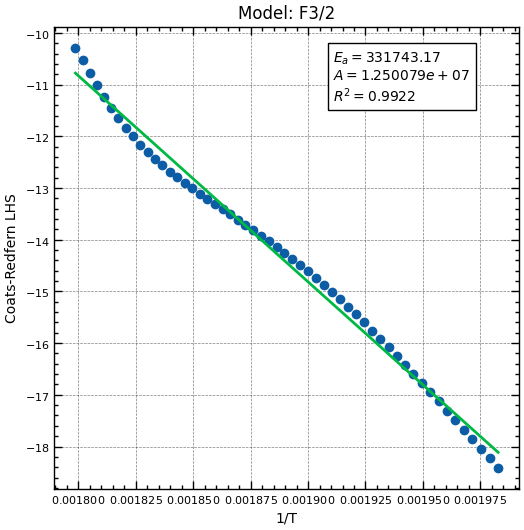 Model: F3/2
E_a = 331743.17
A = 1.250079e + 07
R² = 0.9922
Coats-Redfern LHS
−10
−11
−12
−13
−14
−15
−16
−17
−18
0.001800 0.001825 0.001850 0.001875 0.001900 0.001925 0.001950 0.001975
1/T